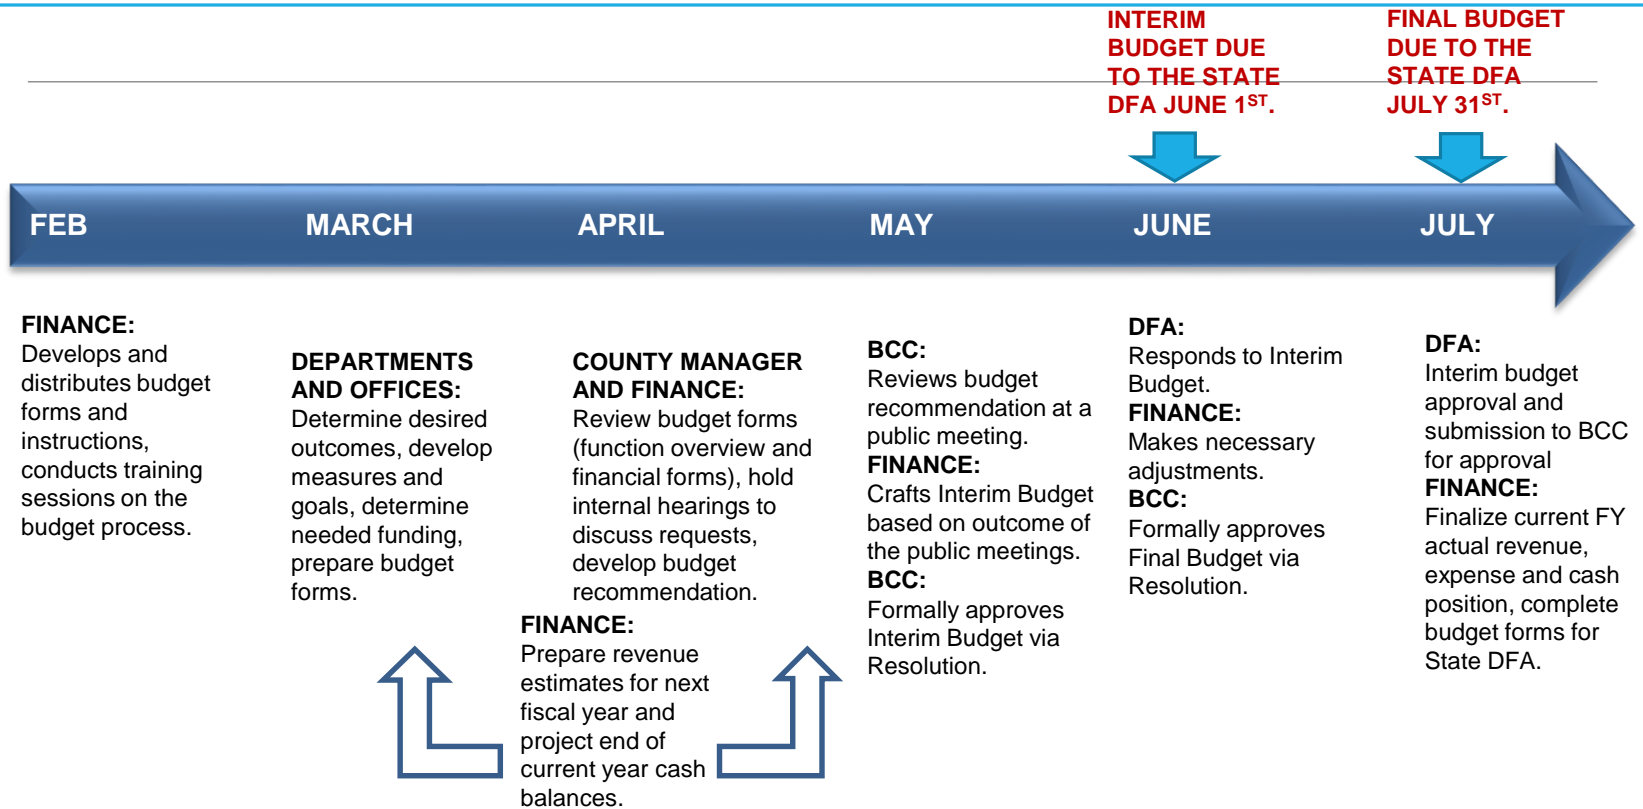 INTERIM
BUDGET DUE
TO THE STATE
DFA JUNE 1ST.
FINAL BUDGET
DUE TO THE
STATE DFA
JULY 31ST.
FEB
MARCH
APRIL
MAY
JUNE
JULY
FINANCE:
Develops and
distributes budget
forms and
instructions,
conducts training
sessions on the
budget process.
DEPARTMENTS
AND OFFICES:
Determine desired
outcomes, develop
measures and
goals, determine
needed funding,
prepare budget
forms.
COUNTY MANAGER
AND FINANCE:
Review budget forms
(function overview and
financial forms), hold
internal hearings to
discuss requests,
develop budget
recommendation.
FINANCE:
Prepare revenue
estimates for next
fiscal year and
project end of
current year cash
balances.
BCC:
Reviews budget
recommendation at a
public meeting.
FINANCE:
Crafts Interim Budget
based on outcome of
the public meetings.
BCC:
Formally approves
Interim Budget via
Resolution.
DFA:
Responds to Interim
Budget.
FINANCE:
Makes necessary
adjustments.
BCC:
Formally approves
Final Budget via
Resolution.
DFA:
Interim budget
approval and
submission to BCC
for approval
FINANCE:
Finalize current FY
actual revenue,
expense and cash
position, complete
budget forms for
State DFA.